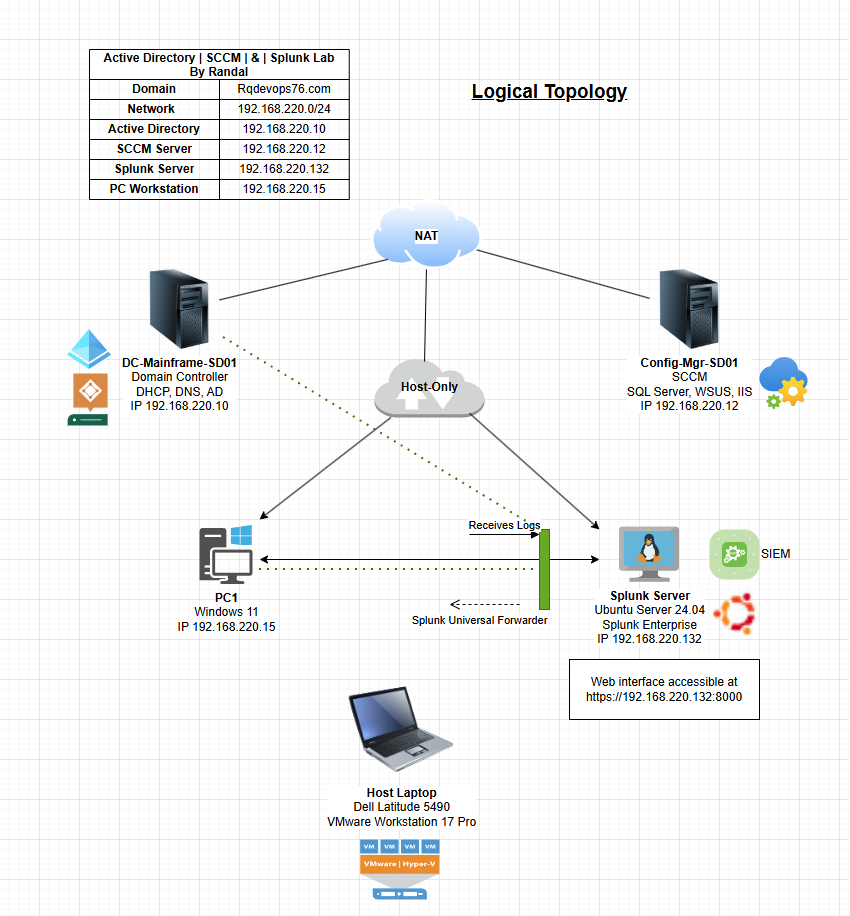 Active Directory | SCCM | & | Splunk Lab
By Randal
Domain Rqdevops76.com
Network 192.168.220.0/24
Active Directory 192.168.220.10
SCCM Server 192.168.220.12
Splunk Server 192.168.220.132
PC Workstation 192.168.220.15
Logical Topology
NAT
DC-Mainframe-SD01
Domain Controller
DHCP, DNS, AD
IP 192.168.220.10
Host-Only
Config-Mgr-SD01
SCCM
SQL Server, WSUS, IIS
IP 192.168.220.12
Receives Logs
PC1
Windows 11
IP 192.168.220.15
Splunk Universal Forwarder
SIEM
Splunk Server
Ubuntu Server 24.04
Splunk Enterprise
IP 192.168.220.132
Web interface accessible at
https://192.168.220.132:8000
Host Laptop
Dell Latitude 5490
VMware Workstation 17 Pro
VM VM VM VM
VMware | Hyper-V